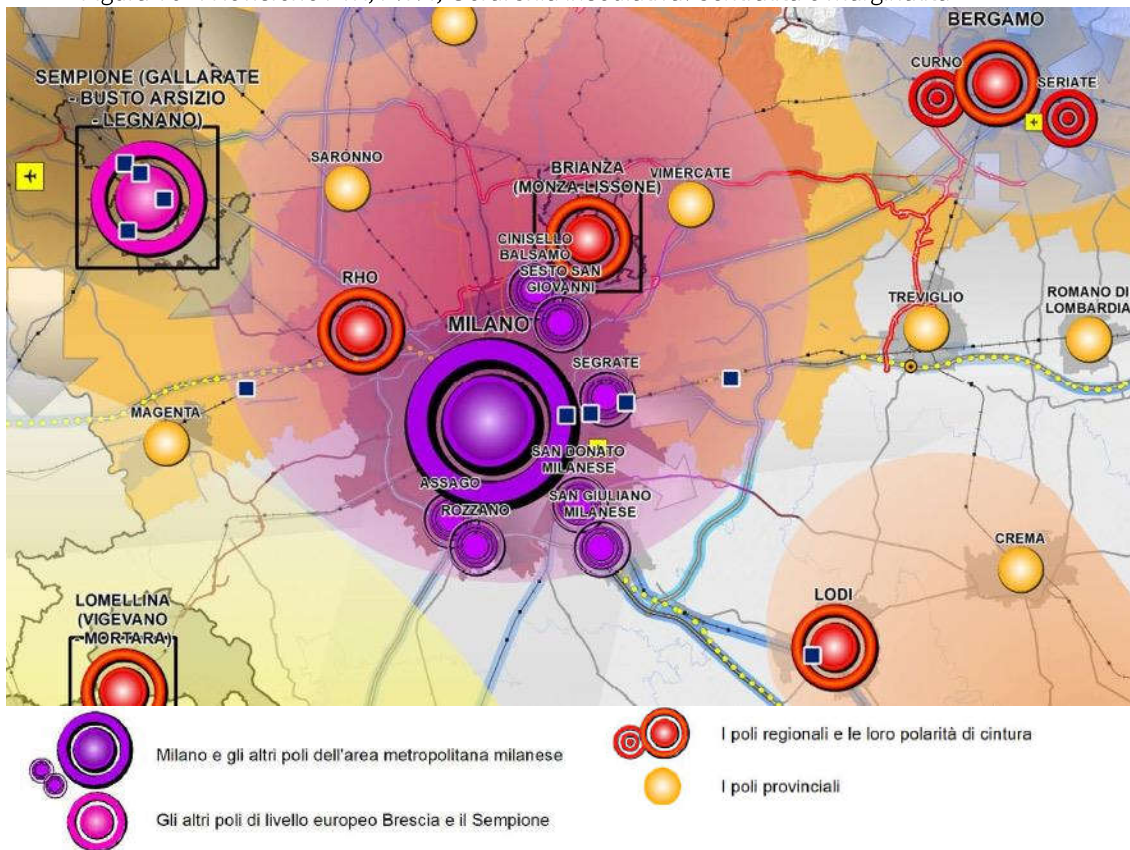 BERGAMO
CURNO
SERIATE
SEMPIONE (GALLARATE
- BUSTO ARSIZIO
- LEGNANO)
SARONNO
BRIANZA
(MONZA-LISSONE)
VIMERCATE
CINISELLO
BALSAMO
SESTO SAN
GIOVANNI
RHO
MILANO
TREVIGLIO
ROMANO DI
LOMBARDIA
SEGRATE
MAGENTA
SAN DONATO
MILANESE
ASSAGO
ROZZANO
SAN GIULIANO
MILANESE
CREMA
LODI
LOMELLINA
(VIGEVANO
- MORTARA)
Milano e gli altri poli dell'area metropolitana milanese
Gli altri poli di livello europeo Brescia e il Sempione
I poli regionali e le loro polarità di cintura
I poli provinciali